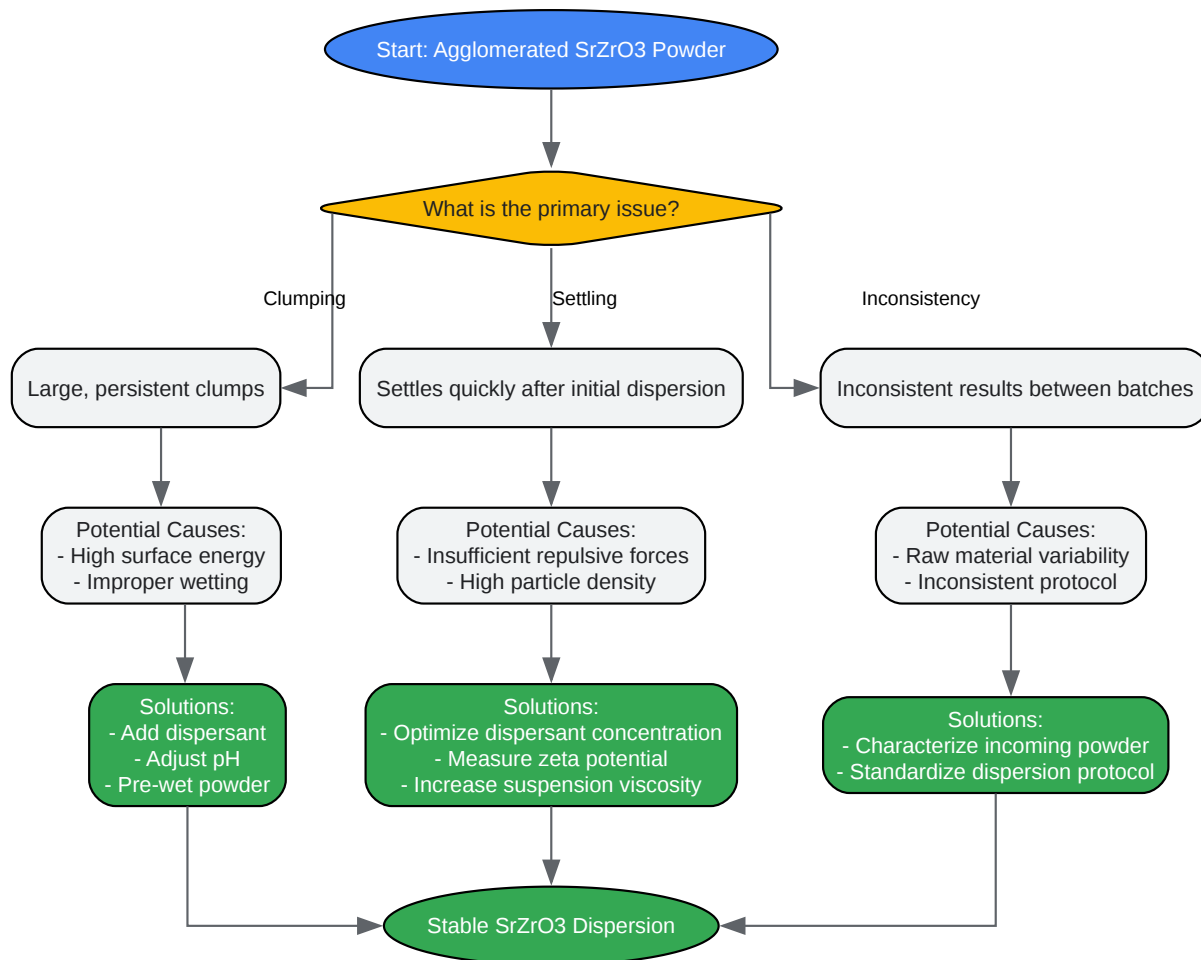 Start: Agglomerated SrZrO3 Powder
What is the primary issue?
Clumping
Settling
Inconsistency
Large, persistent clumps
Settles quickly after initial dispersion
Inconsistent results between batches
Potential Causes:
- High surface energy
- Improper wetting
Potential Causes:
- Insufficient repulsive forces
- High particle density
Potential Causes:
- Raw material variability
- Inconsistent protocol
Solutions:
- Add dispersant
- Adjust pH
- Pre-wet powder
Solutions:
- Optimize dispersant concentration
- Measure zeta potential
- Increase suspension viscosity
Solutions:
- Characterize incoming powder
- Standardize dispersion protocol
Stable SrZrO3 Dispersion